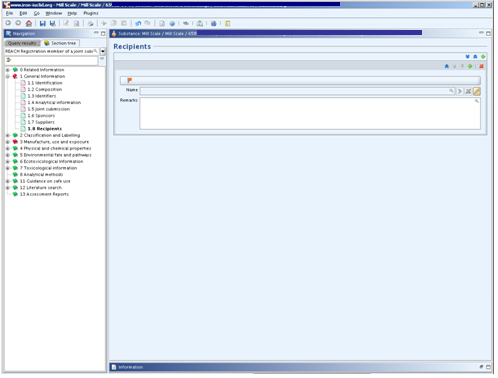 www.iron-iuclid.org - Mill Scale / Mill Scale /
File Edit Go Window Help Plugins
Navigation
Query results Section tree
REACH Registration member of a joint sub
0 Related Information
1 General Information
1.1 Identification
1.2 Composition
1.3 Identifiers
1.4 Analytical information
1.5 Joint submission
1.6 Sponsors
1.7 Suppliers
1.8 Recipients
2 Classification and Labelling
3 Manufacture, use and exposure
4 Physical and chemical properties
5 Environmental fate and pathways
6 Ecotoxicological Information
7 Toxicological information
8 Analytical methods
11 Guidance on safe use
12 Literature search
13 Assessment Reports
Substance: Mill Scale / Mill Scale /
Recipients
Name
Remarks
Information